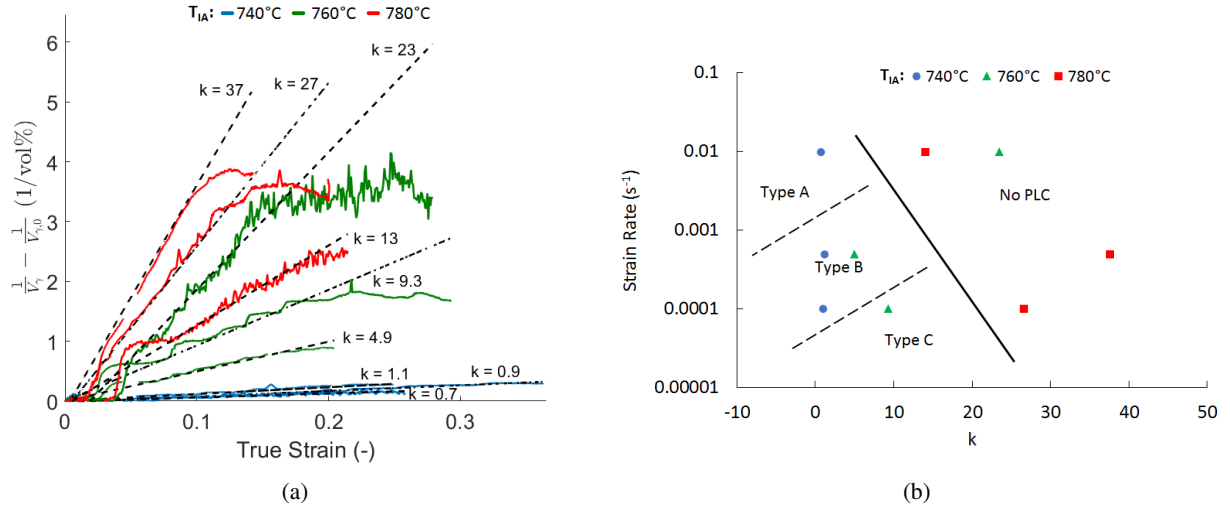 T_IA: 740°C 760°C 780°C
6
5
4
3
2
1
0
1/V_γ − 1/V_γ,0 (1/vol%)
k = 37
k = 27
k = 23
k = 13
k = 9.3
k = 4.9
k = 1.1
k = 0.9
k = 0.7
0 0.1 0.2 0.3
True Strain (-)
(a)
T_IA: 740°C 760°C 780°C
0.1
0.01
0.001
0.0001
0.00001
Strain Rate (s⁻¹)
Type A
No PLC
Type B
Type C
-10 0 10 20 30 40 50
k
(b)